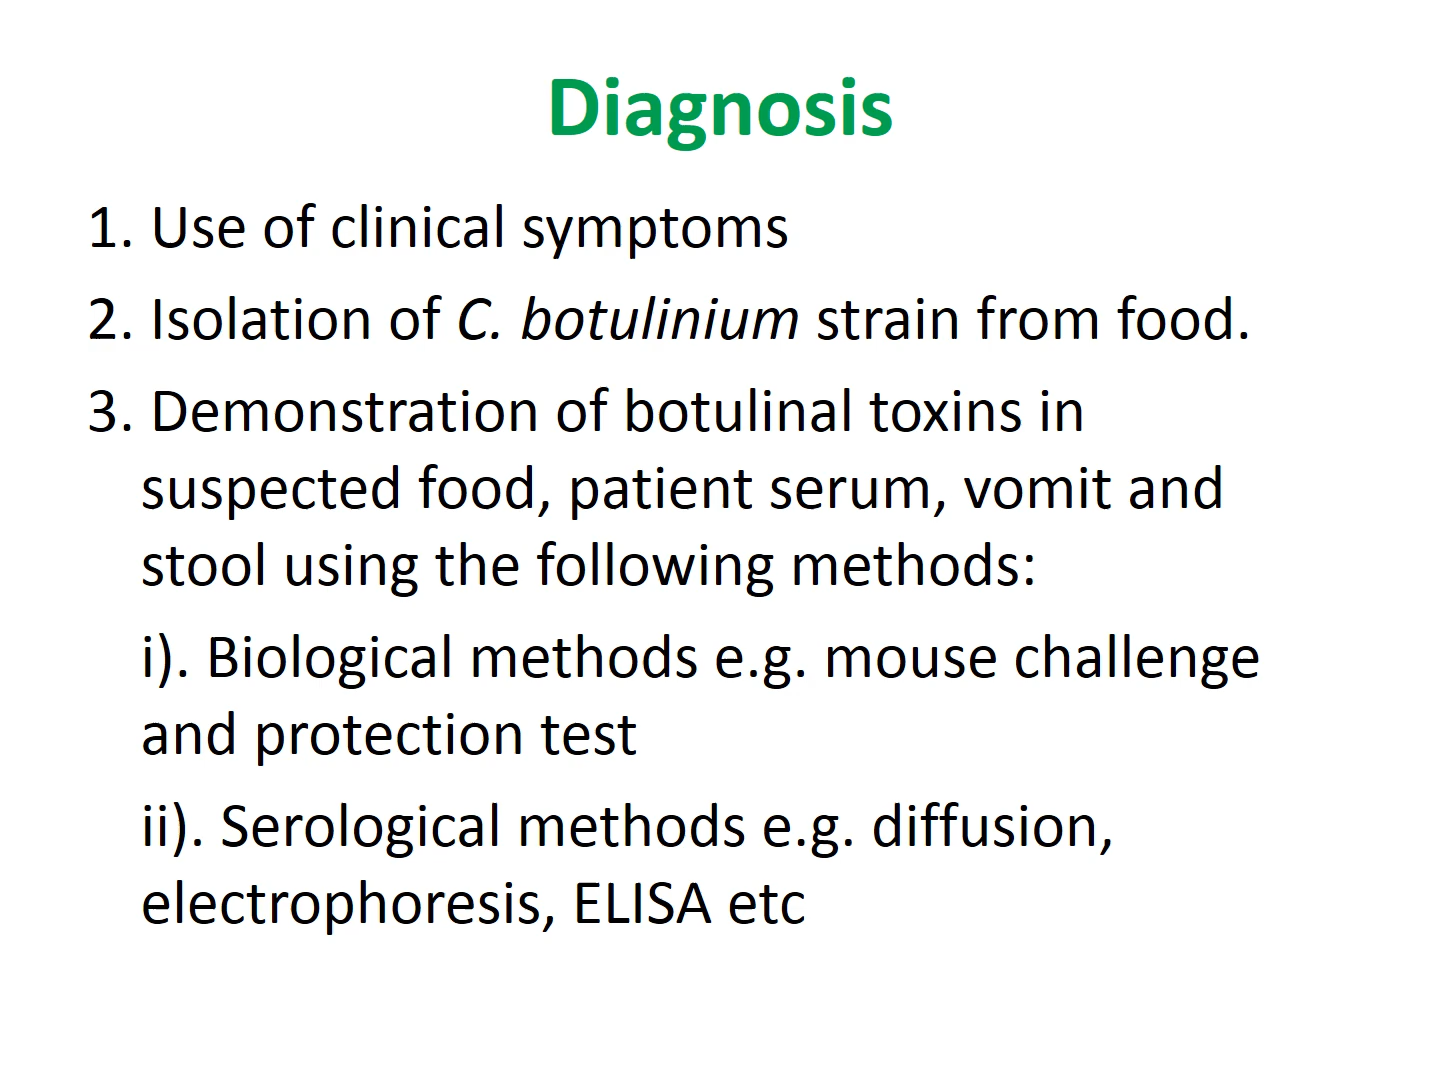 Diagnosis
1. Use of clinical symptoms
2. Isolation of C. botulinium strain from food.
3. Demonstration of botulinal toxins in
suspected food, patient serum, vomit and
stool using the following methods:
i). Biological methods e.g. mouse challenge
and protection test
ii). Serological methods e.g. diffusion,
electrophoresis, ELISA etc